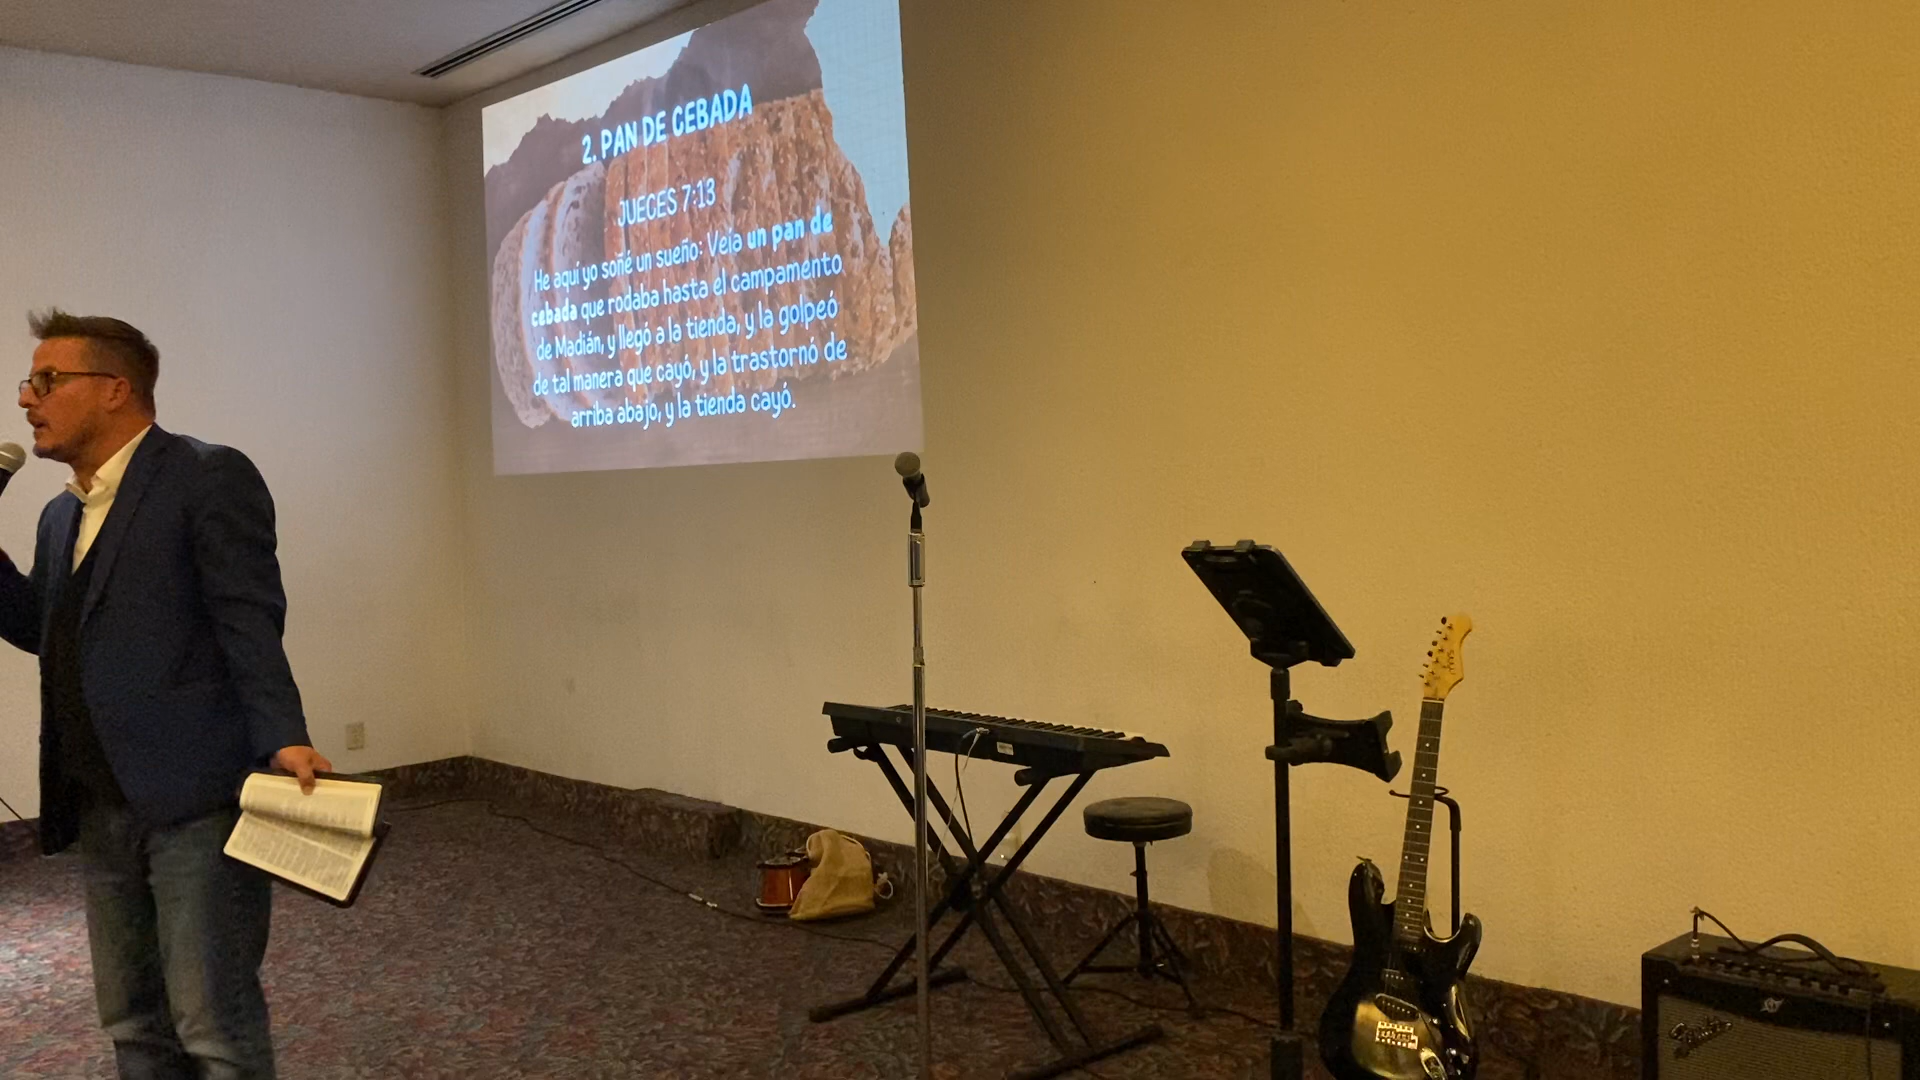 2. PAN DE CEBADA
JUECES 7:13
He aquí yo soñé un sueño: Veía un pan de
cebada que rodaba hasta el campamento
de Madián, y llegó a la tienda, y la golpeó
de tal manera que cayó, y la trastornó de
arriba abajo, y la tienda cayó.
Fender